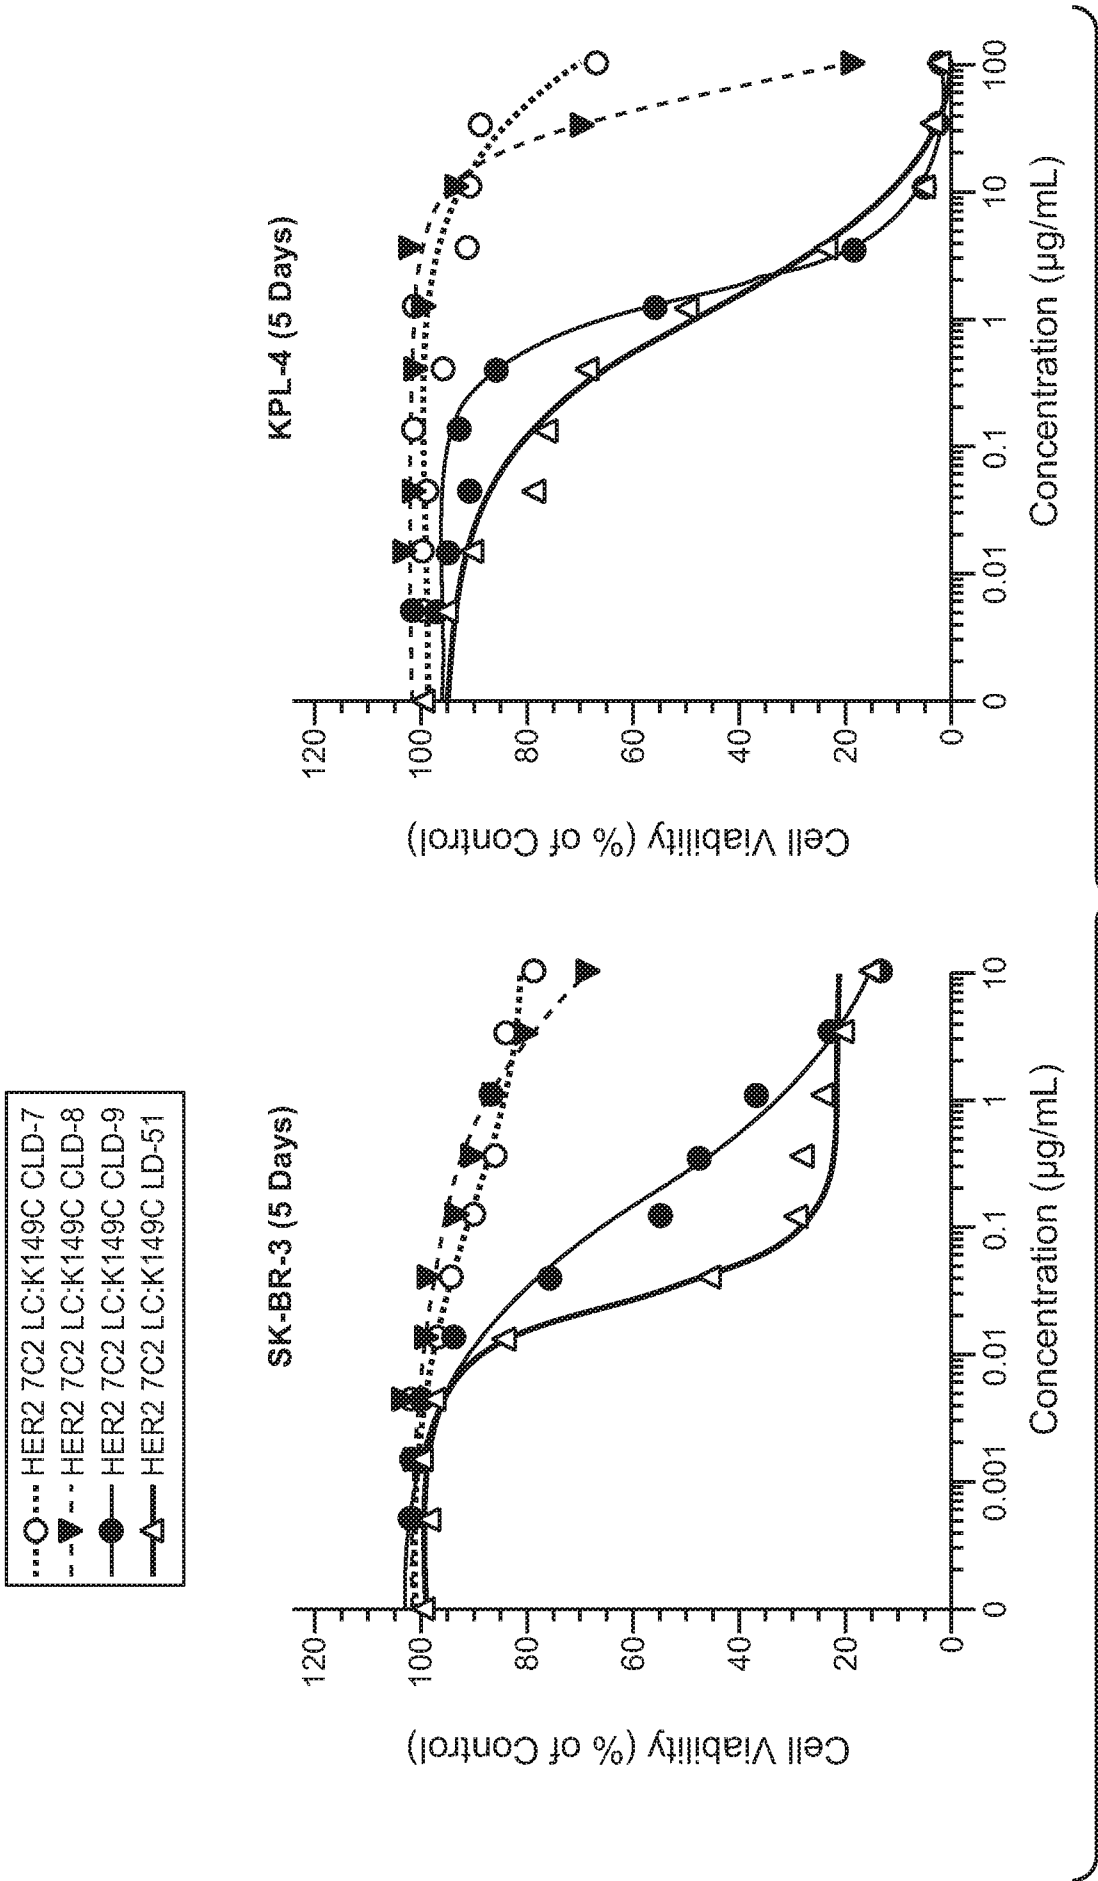 HER2 7C2 LC:K149C CLD-7
HER2 7C2 LC:K149C CLD-8
HER2 7C2 LC:K149C CLD-9
HER2 7C2 LC:K149C LD-51
SK-BR-3 (5 Days)
Cell Viability (% of Control)
120
100
80
60
40
20
0
0
0.001
0.01
0.1
1
10
Concentration (µg/mL)
KPL-4 (5 Days)
Cell Viability (% of Control)
120
100
80
60
40
20
0
0
0.01
0.1
1
10
100
Concentration (µg/mL)